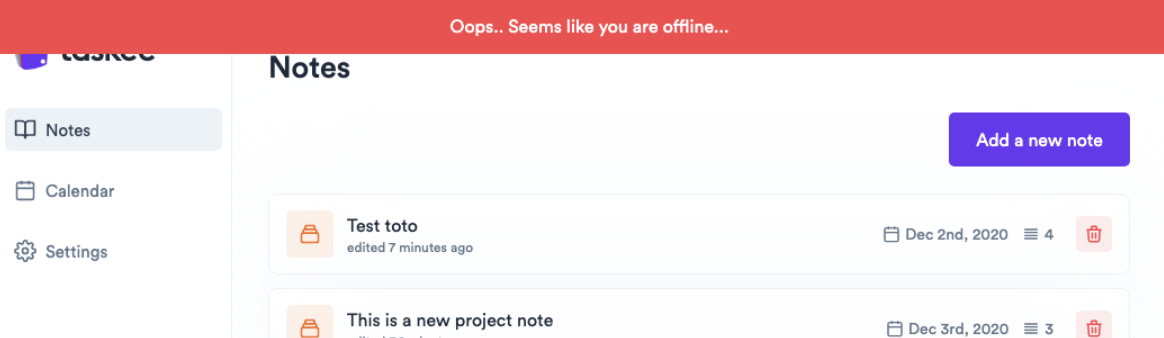 Oops.. Seems like you are offline...
taskee
Notes
Notes
Add a new note
Calendar
Settings
Test toto
edited 7 minutes ago
Dec 2nd, 2020
4
This is a new project note
Dec 3rd, 2020
3